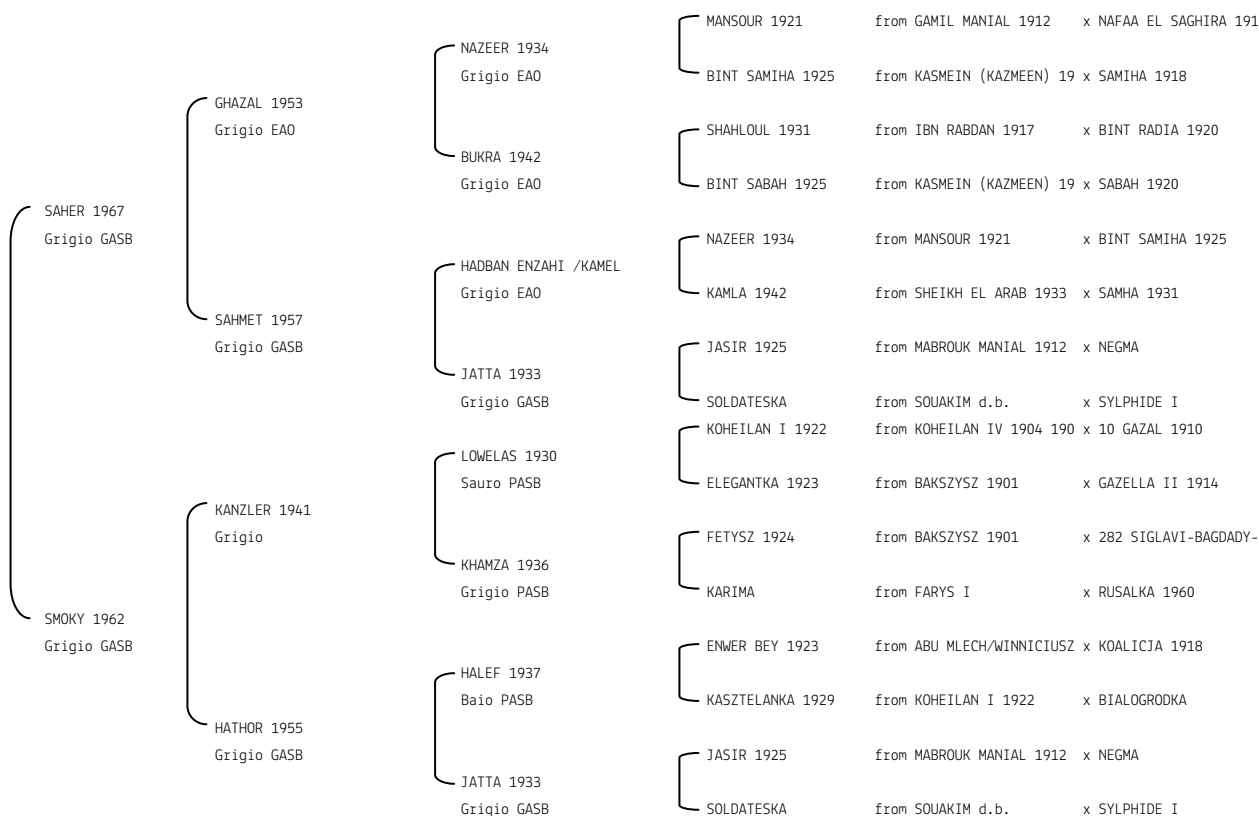 MANSOUR 1921 from GAMIL MANIAL 1912 x NAFAA EL SAGHIRA 191
NAZEER 1934
Grigio EAO BINT SAMIHA 1925 from KASMEIN (KAZMEEN) 19 x SAMIHA 1918
GHAZAL 1953
Grigio EAO SHAHLOUL 1931 from IBN RABDAN 1917 x BINT RADIA 1920
BUKRA 1942
Grigio EAO BINT SABAH 1925 from KASMEIN (KAZMEEN) 19 x SABAH 1920
SAHER 1967
Grigio GASB NAZEER 1934 from MANSOUR 1921 x BINT SAMIHA 1925
HADBAN ENZAHI /KAMEL
Grigio EAO KAMLA 1942 from SHEIKH EL ARAB 1933 x SAMHA 1931
SAHMET 1957
Grigio GASB JASIR 1925 from MABROUK MANIAL 1912 x NEGMA
JATTA 1933
Grigio GASB SOLDATESKA from SOUAKIM d.b. x SYLPHIDE I
KOHEILAN I 1922 from KOHEILAN IV 1904 190 x 10 GAZAL 1910
LOWELAS 1930
Sauro PASB ELEGANTKA 1923 from BAKSZYSZ 1901 x GAZELLA II 1914
KANZLER 1941
Grigio FETYSZ 1924 from BAKSZYSZ 1901 x 282 SIGLAVI-BAGDADY-
KHAMZA 1936
Grigio PASB KARIMA from FARYS I x RUSALKA 1960
SMOKY 1962
Grigio GASB ENWER BEY 1923 from ABU MLECH/WINNICIUSZ x KOALICJA 1918
HALEF 1937
Baio PASB KASZTELANKA 1929 from KOHEILAN I 1922 x BIALOGRODKA
HATHOR 1955
Grigio GASB JASIR 1925 from MABROUK MANIAL 1912 x NEGMA
JATTA 1933
Grigio GASB SOLDATESKA from SOUAKIM d.b. x SYLPHIDE I